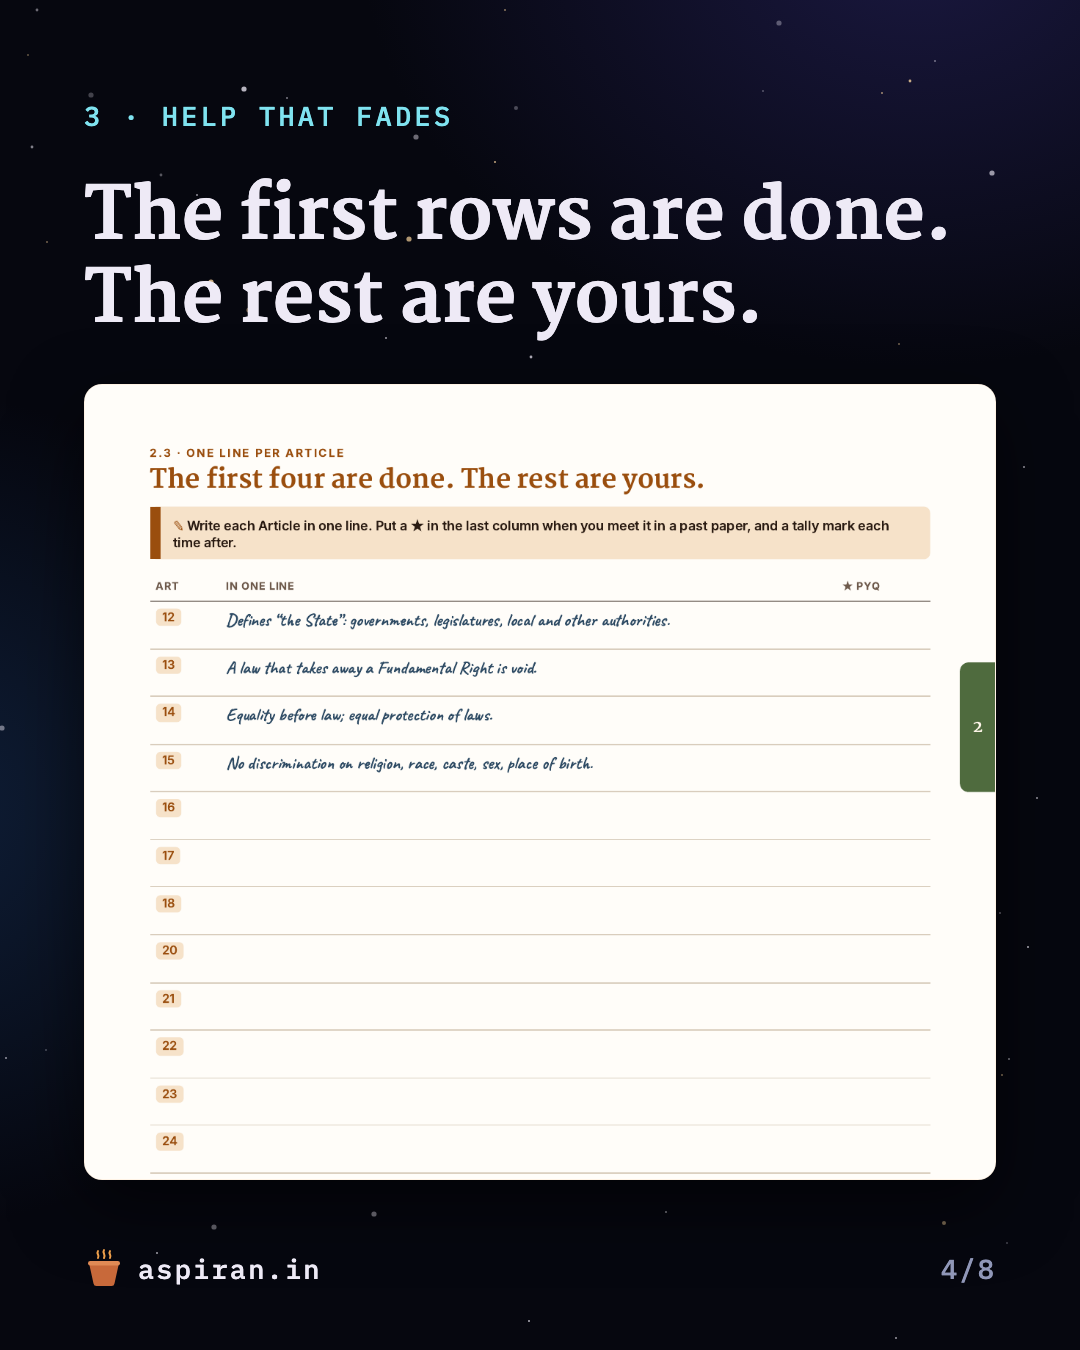 3 · HELP THAT FADES
The first rows are done.
The rest are yours.
2.3 · ONE LINE PER ARTICLE
The first four are done. The rest are yours.
✎ Write each Article in one line. Put a ★ in the last column when you meet it in a past paper, and a tally mark each
time after.
ART IN ONE LINE ★ PYQ
12 Defines “the State”: governments, legislatures, local and other authorities.
13 A law that takes away a Fundamental Right is void.
14 Equality before law; equal protection of laws.
15 No discrimination on religion, race, caste, sex, place of birth.
16
17
18
20
21
22
23
24
2
aspiran.in
4/8